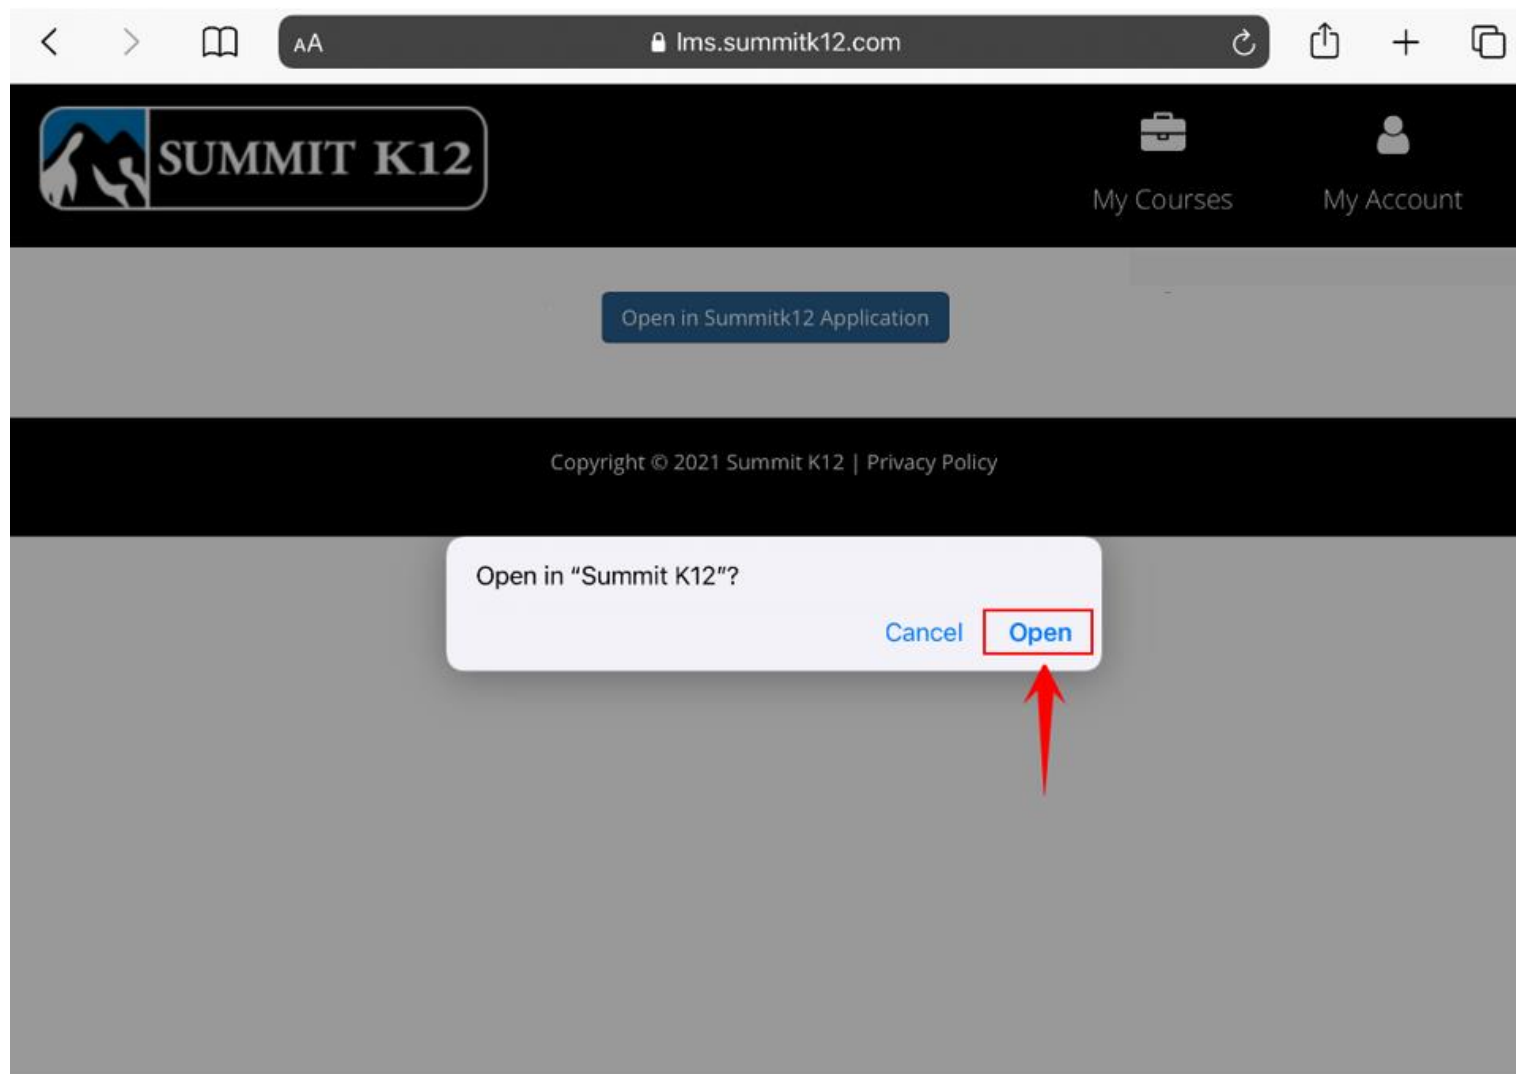 AA
lms.summitk12.com
SUMMIT K12
My Courses
My Account
Open in Summitk12 Application
Copyright © 2021 Summit K12 | Privacy Policy
Open in “Summit K12”?
Cancel
Open